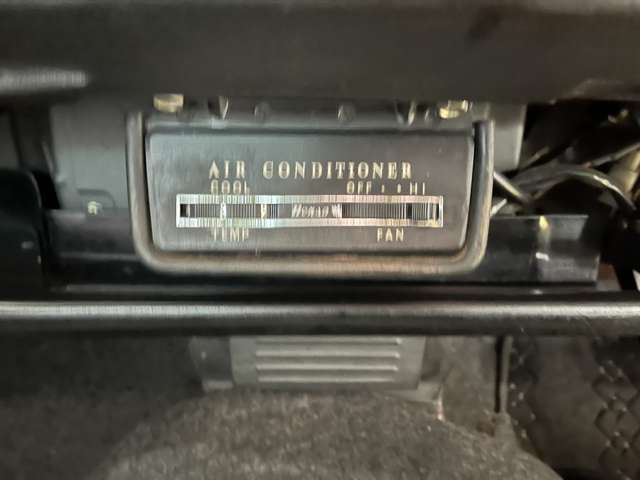 AIR CONDITIONER
COOL OFF • • HI
TEMP FAN